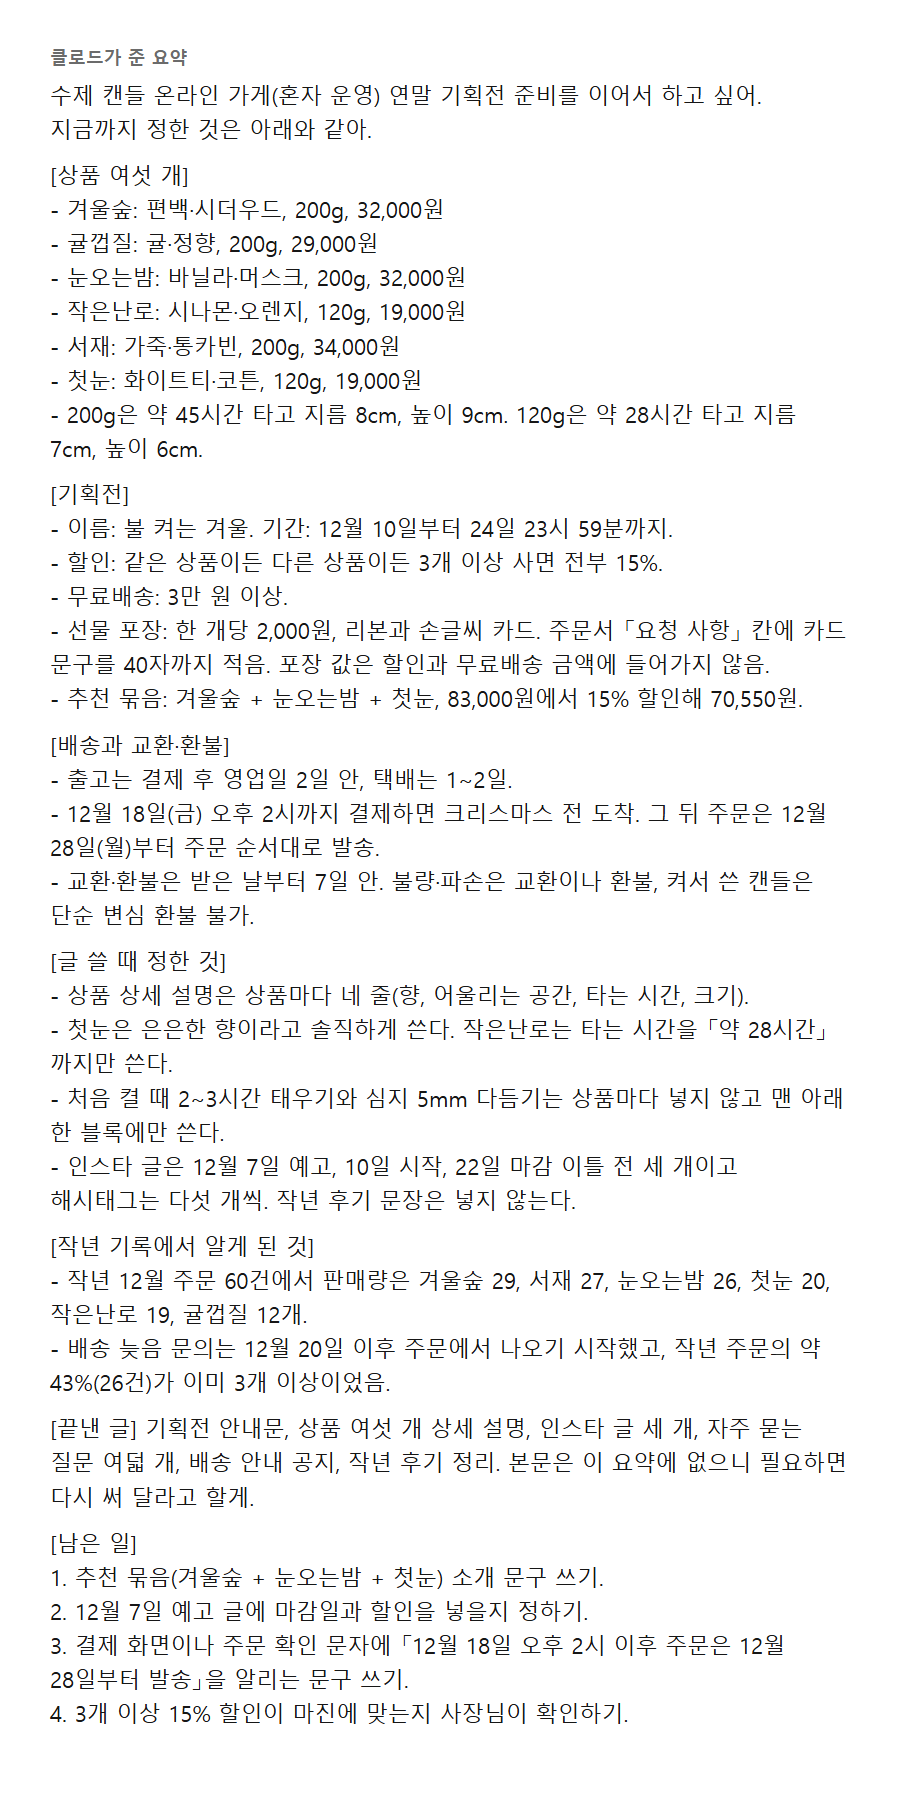 클로드가 준 요약
수제 캔들 온라인 가게(혼자 운영) 연말 기획전 준비를 이어서 하고 싶어.
지금까지 정한 것은 아래와 같아.
[상품 여섯 개]
- 겨울숲: 편백·시더우드, 200g, 32,000원
- 귤껍질: 귤·정향, 200g, 29,000원
- 눈오는밤: 바닐라·머스크, 200g, 32,000원
- 작은난로: 시나몬·오렌지, 120g, 19,000원
- 서재: 가죽·통카빈, 200g, 34,000원
- 첫눈: 화이트티·코튼, 120g, 19,000원
- 200g은 약 45시간 타고 지름 8cm, 높이 9cm. 120g은 약 28시간 타고 지름
7cm, 높이 6cm.
[기획전]
- 이름: 불 켜는 겨울. 기간: 12월 10일부터 24일 23시 59분까지.
- 할인: 같은 상품이든 다른 상품이든 3개 이상 사면 전부 15%.
- 무료배송: 3만 원 이상.
- 선물 포장: 한 개당 2,000원, 리본과 손글씨 카드. 주문서 「요청 사항」 칸에 카드
문구를 40자까지 적음. 포장 값은 할인과 무료배송 금액에 들어가지 않음.
- 추천 묶음: 겨울숲 + 눈오는밤 + 첫눈, 83,000원에서 15% 할인해 70,550원.
[배송과 교환·환불]
- 출고는 결제 후 영업일 2일 안, 택배는 1~2일.
- 12월 18일(금) 오후 2시까지 결제하면 크리스마스 전 도착. 그 뒤 주문은 12월
28일(월)부터 주문 순서대로 발송.
- 교환·환불은 받은 날부터 7일 안. 불량·파손은 교환이나 환불, 켜서 쓴 캔들은
단순 변심 환불 불가.
[글 쓸 때 정한 것]
- 상품 상세 설명은 상품마다 네 줄(향, 어울리는 공간, 타는 시간, 크기).
- 첫눈은 은은한 향이라고 솔직하게 쓴다. 작은난로는 타는 시간을 「약 28시간」
까지만 쓴다.
- 처음 켤 때 2~3시간 태우기와 심지 5mm 다듬기는 상품마다 넣지 않고 맨 아래
한 블록에만 쓴다.
- 인스타 글은 12월 7일 예고, 10일 시작, 22일 마감 이틀 전 세 개이고
해시태그는 다섯 개씩. 작년 후기 문장은 넣지 않는다.
[작년 기록에서 알게 된 것]
- 작년 12월 주문 60건에서 판매량은 겨울숲 29, 서재 27, 눈오는밤 26, 첫눈 20,
작은난로 19, 귤껍질 12개.
- 배송 늦음 문의는 12월 20일 이후 주문에서 나오기 시작했고, 작년 주문의 약
43%(26건)가 이미 3개 이상이었음.
[끝낸 글] 기획전 안내문, 상품 여섯 개 상세 설명, 인스타 글 세 개, 자주 묻는
질문 여덟 개, 배송 안내 공지, 작년 후기 정리. 본문은 이 요약에 없으니 필요하면
다시 써 달라고 할게.
[남은 일]
1. 추천 묶음(겨울숲 + 눈오는밤 + 첫눈) 소개 문구 쓰기.
2. 12월 7일 예고 글에 마감일과 할인을 넣을지 정하기.
3. 결제 화면이나 주문 확인 문자에 「12월 18일 오후 2시 이후 주문은 12월
28일부터 발송」을 알리는 문구 쓰기.
4. 3개 이상 15% 할인이 마진에 맞는지 사장님이 확인하기.